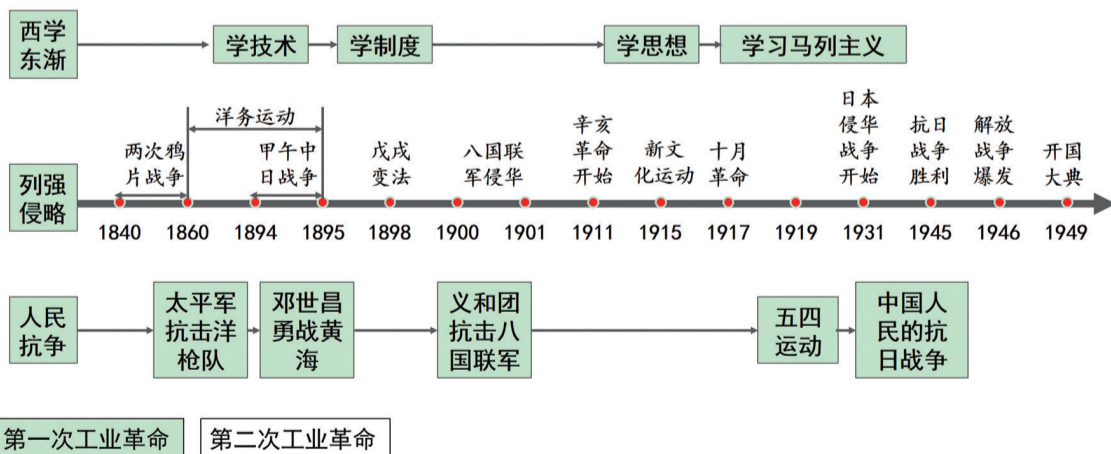 西学
东渐
学技术
学制度
学思想
学习马列主义
洋务运动
两次鸦
片战争
甲午中
日战争
戊戌
变法
八国联
军侵华
辛亥
革命
开始
新文
化运动
十月
革命
日本
侵华
战争
开始
抗日
战争
胜利
解放
战争
爆发
开国
大典
列强
侵略
1840
1860
1894
1895
1898
1900
1901
1911
1915
1917
1919
1931
1945
1946
1949
人民
抗争
太平军
抗击洋
枪队
邓世昌
勇战黄
海
义和团
抗击八
国联军
五四
运动
中国人
民的抗
日战争
第一次工业革命
第二次工业革命